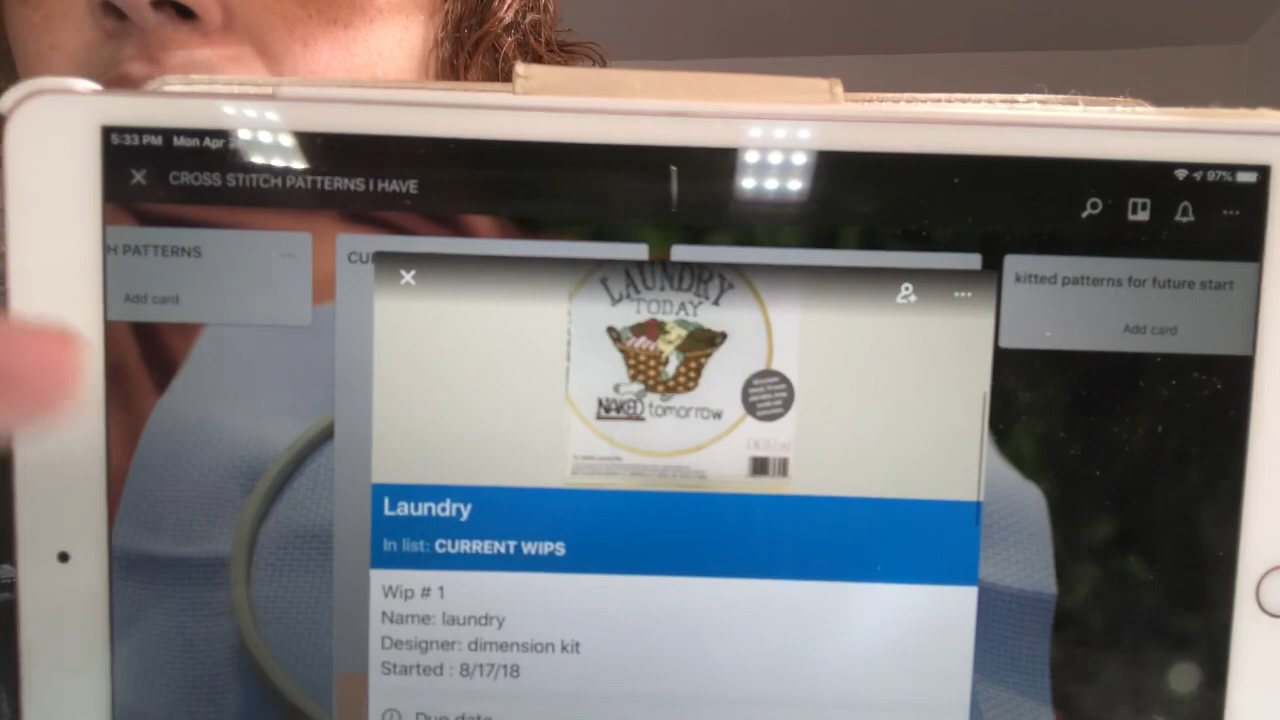 5:33 PM Mon Apr
97%
CROSS STITCH PATTERNS I HAVE
H PATTERNS
Add card
CU
kitted patterns for future start
Add card
LAUNDRY
TODAY
NAKED tomorrow
Laundry
In list: CURRENT WIPS
Wip # 1
Name: laundry
Designer: dimension kit
Started : 8/17/18
Due date